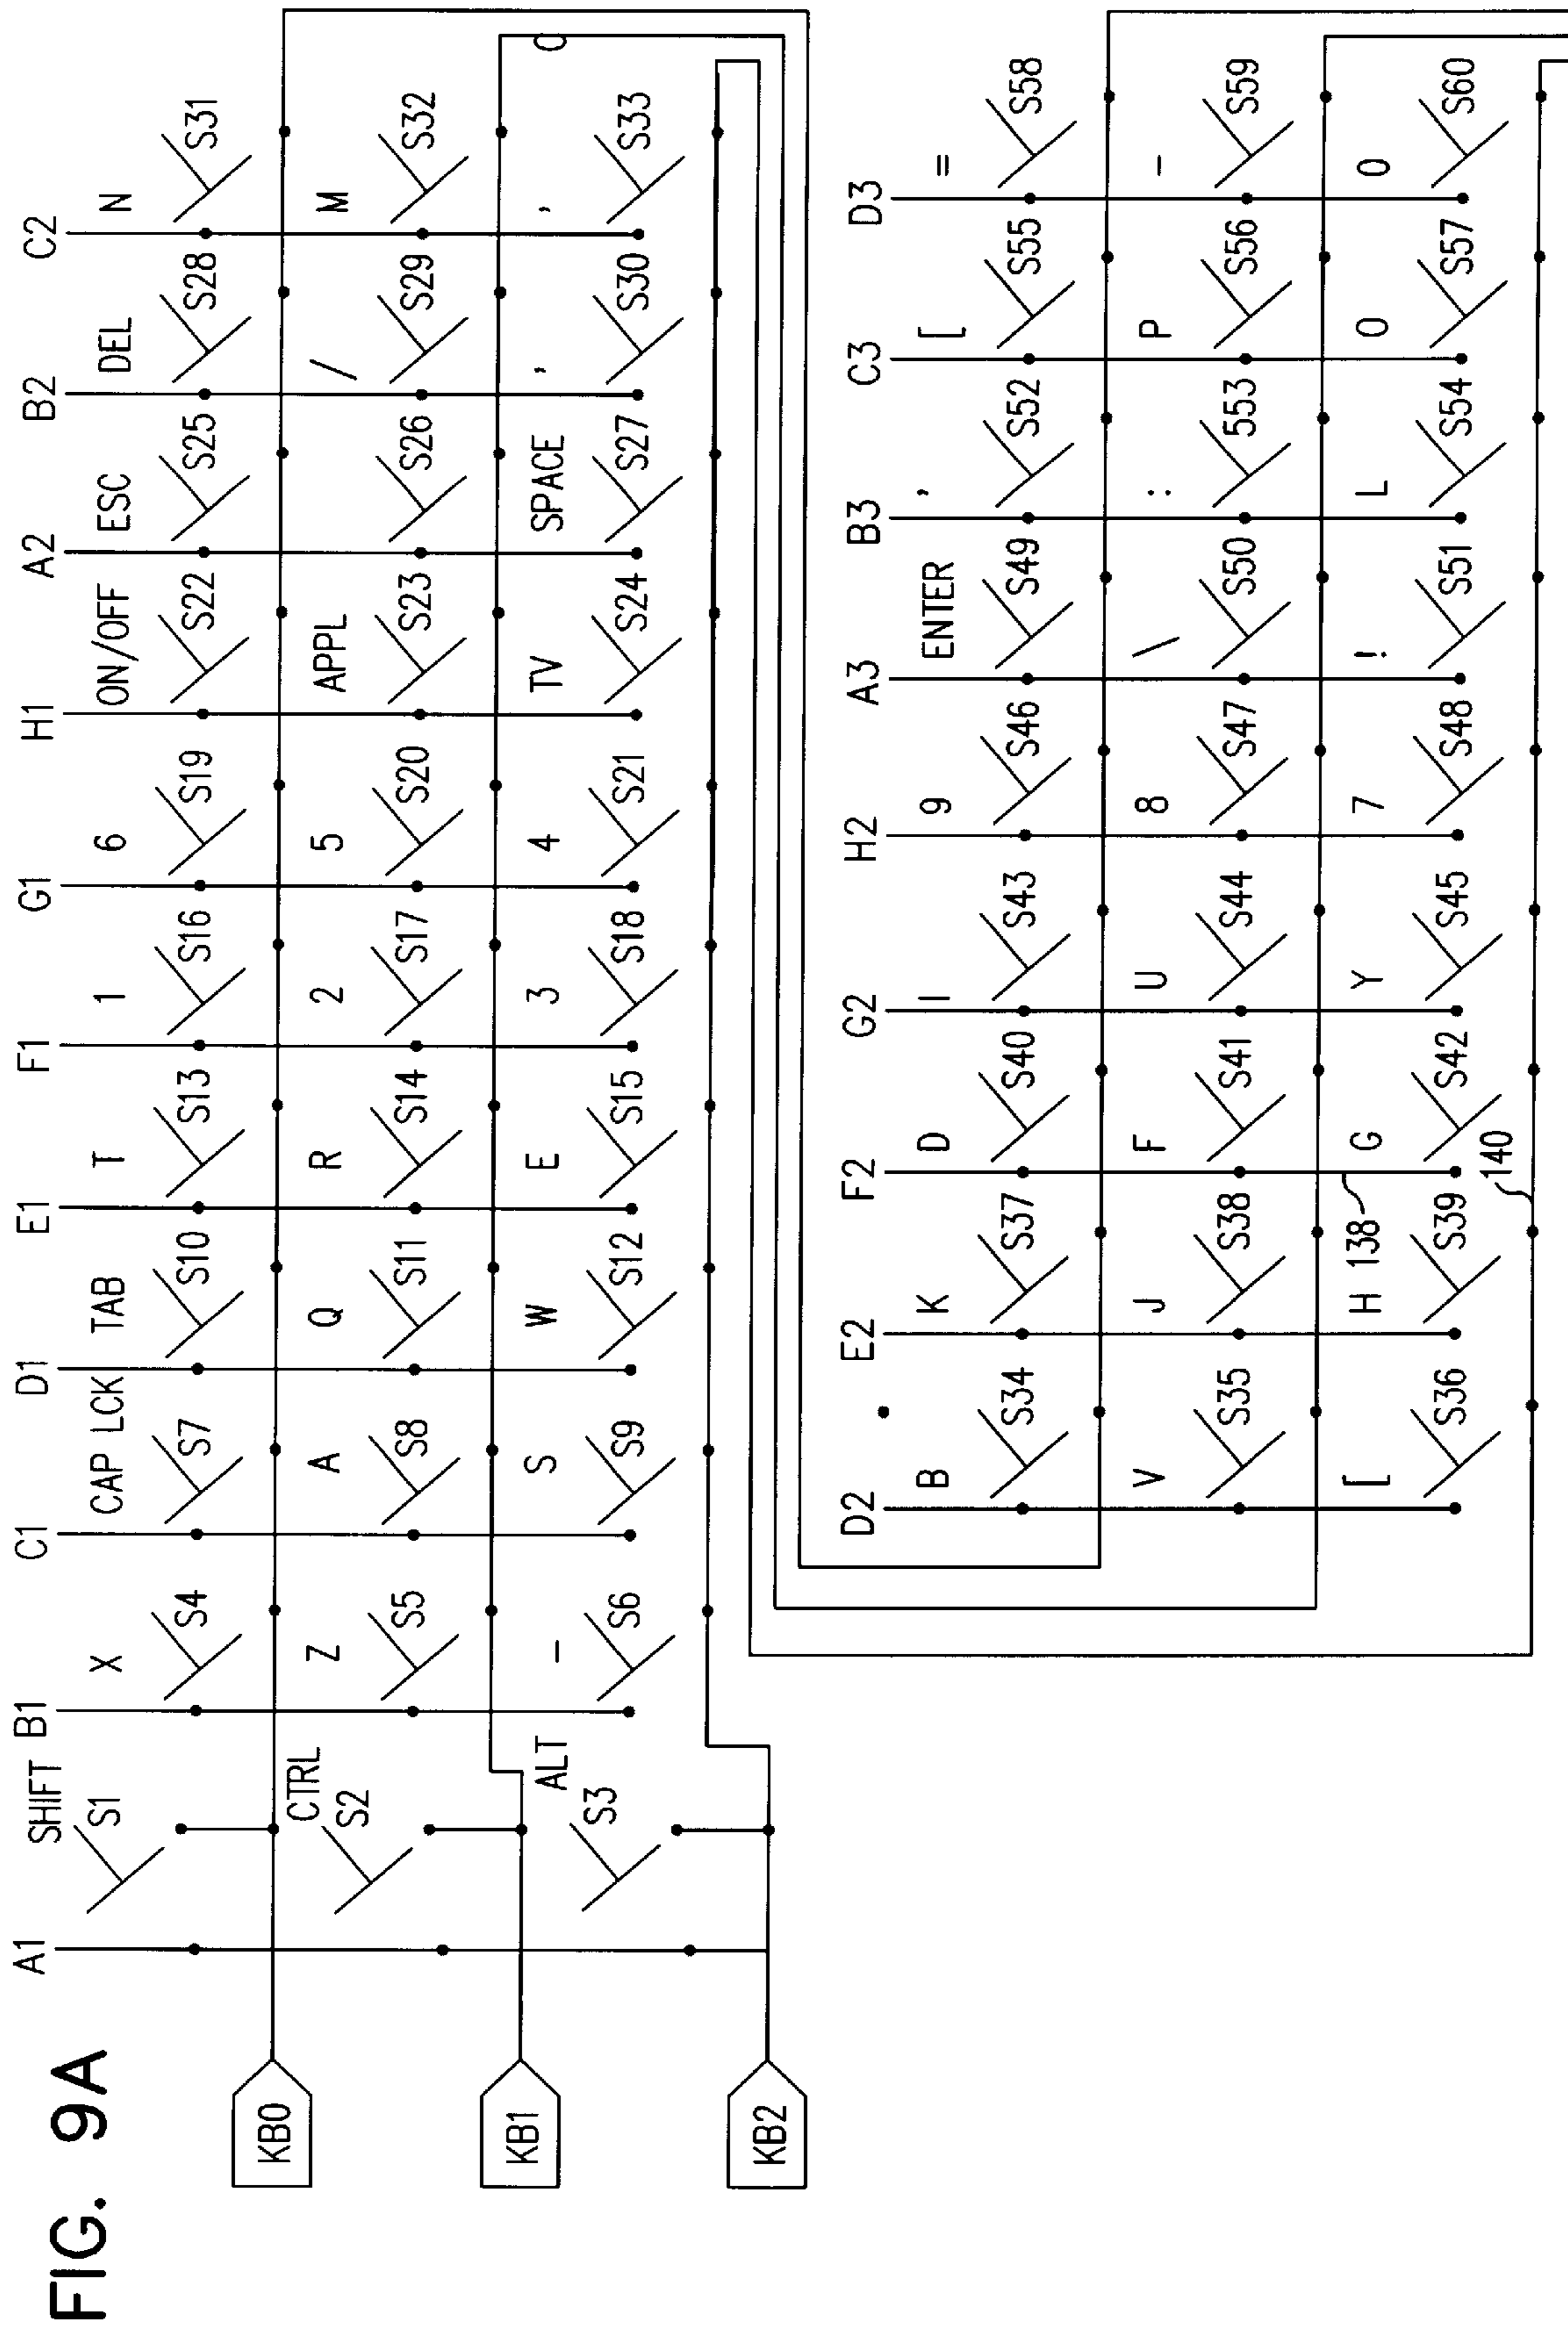 FIG. 9A
A1 B1 C1 D1 E1 F1 G1 H1 A2 B2 C2
SHIFT X CAP LCK TAB T 1 6 ON/OFF ESC DEL N
S1 S4 S7 S10 S13 S16 S19 S22 S25 S28 S31
KB0
CTRL Z A Q R 2 5 APPL / M
S2 S5 S8 S11 S14 S17 S20 S23 S26 S29 S32
KB1
ALT - S W E 3 4 TV SPACE , ,
S3 S6 S9 S12 S15 S18 S21 S24 S27 S30 S33
KB2
D2 E2 F2 G2 H2 A3 B3 C3 D3
B K D I 9 ENTER , [ =
S34 S37 S40 S43 S46 S49 S52 S55 S58
V J F U 8 \ : P -
S35 S38 S41 S44 S47 S50 553 S56 S59
138
[ H G Y 7 ! L O 0
S36 S39 S42 S45 S48 S51 S54 S57 S60
140